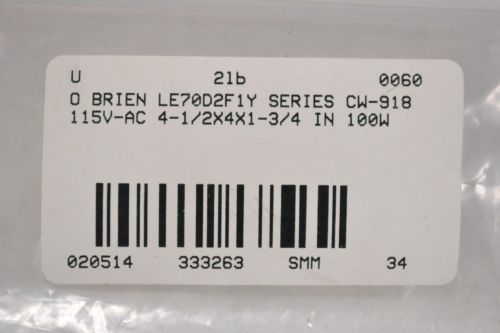 U 2lb 0060
O BRIEN LE70D2F1Y SERIES CW-918
115V-AC 4-1/2X4X1-3/4 IN 100W
020514 333263 SMM 34